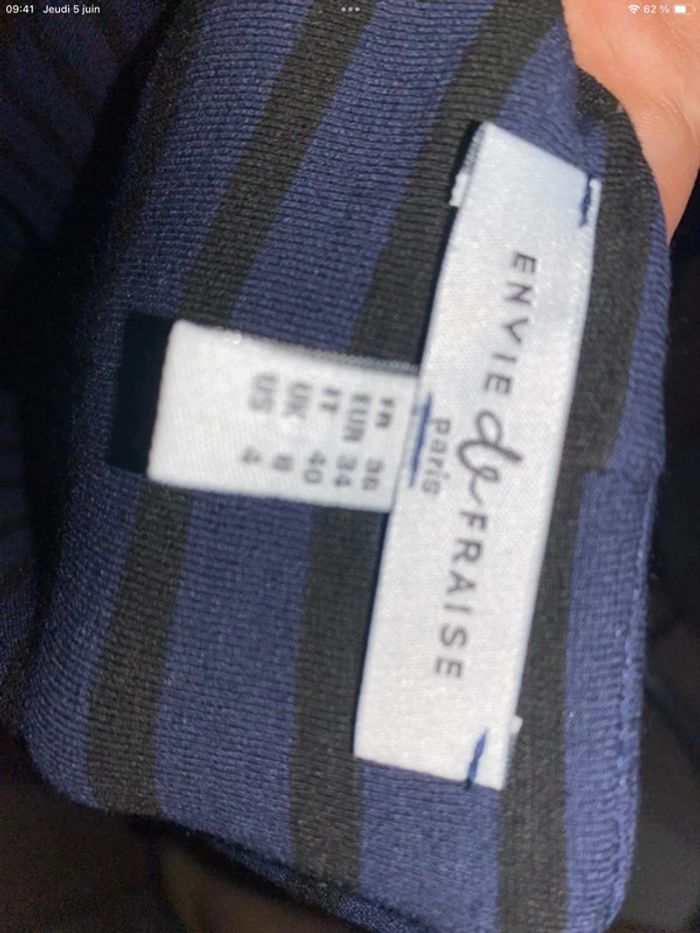 09:41 Jeudi 5 juin
62 %
ENVIE de FRAISE
paris
FR 36
EUR 34
IT 40
UK 8
US 4